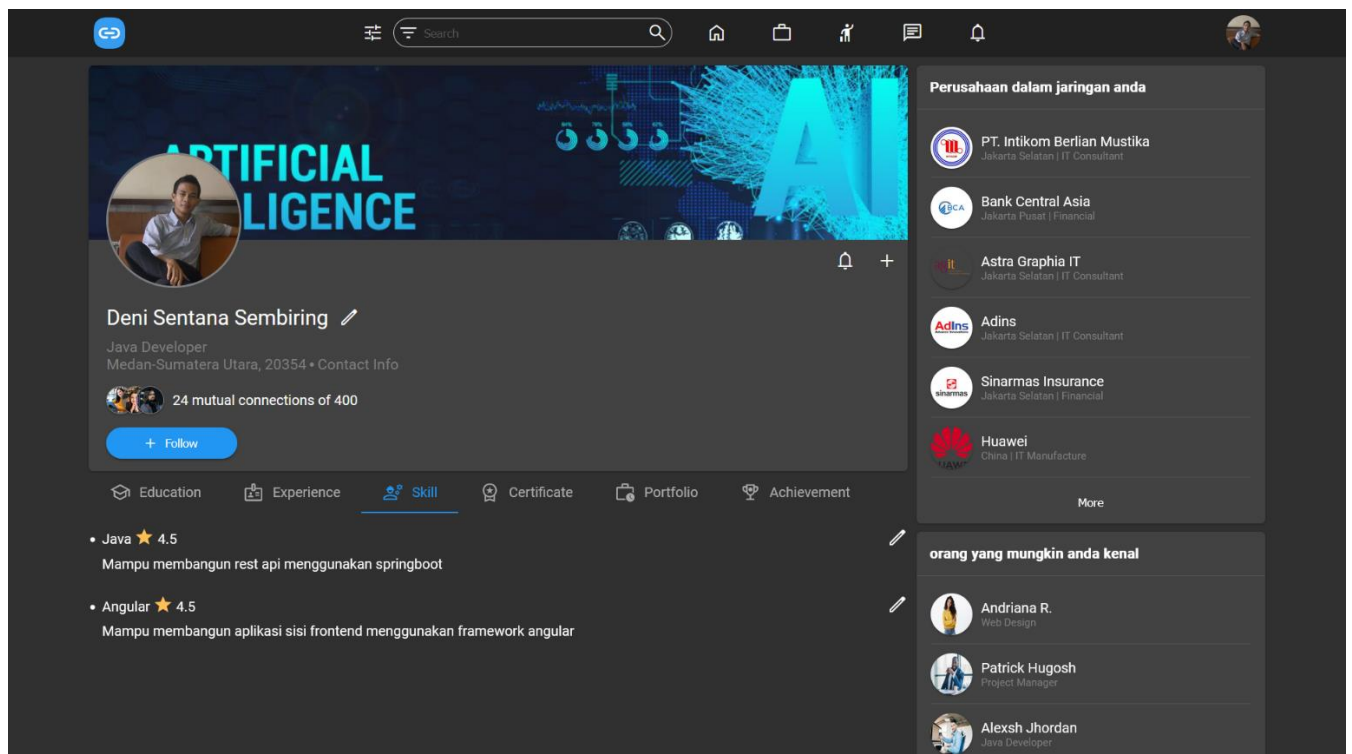 Search
ARTIFICIAL
LLIGENCE
AI
Deni Sentana Sembiring
Java Developer
Medan-Sumatera Utara, 20354 • Contact Info
24 mutual connections of 400
+ Follow
Education Experience Skill Certificate Portfolio Achievement
• Java 4.5
Mampu membangun rest api menggunakan springboot
• Angular 4.5
Mampu membangun aplikasi sisi frontend menggunakan framework angular
Perusahaan dalam jaringan anda
PT. Intikom Berlian Mustika
Jakarta Selatan | IT Consultant
BCA
Bank Central Asia
Jakarta Pusat | Financial
it
Astra Graphia IT
Jakarta Selatan | IT Consultant
AdIns
Adins
Jakarta Selatan | IT Consultant
sinarmas
Sinarmas Insurance
Jakarta Selatan | Financial
Huawei
China | IT Manufacture
More
orang yang mungkin anda kenal
Andriana R.
Web Design
Patrick Hugosh
Project Manager
Alexsh Jhordan
Java Developer